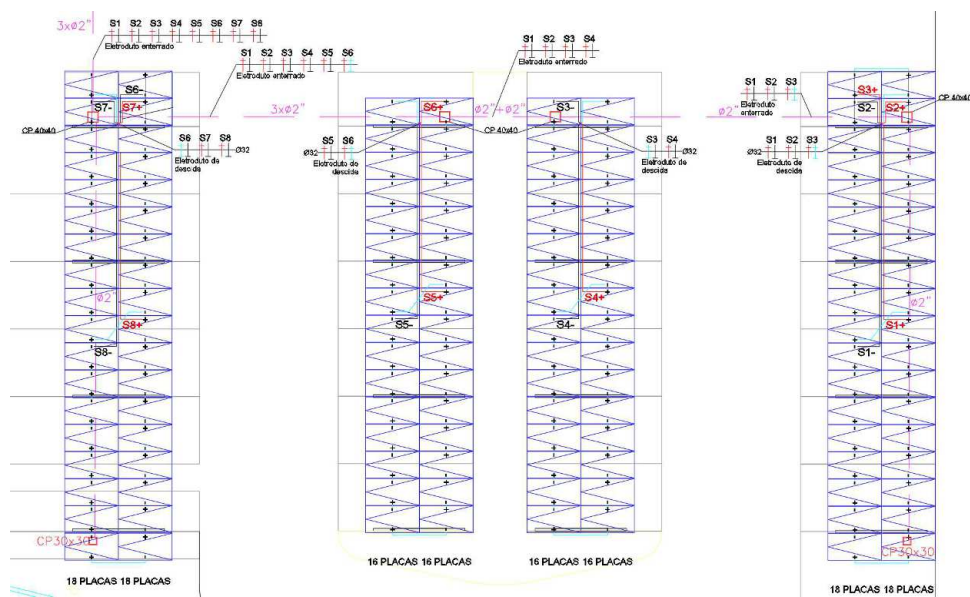 3xø2"
S1 S2 S3 S4 S5 S6 S7 S8
Eletroduto enterrado
S1 S2 S3 S4 S5 S6
Eletroduto enterrado
S1 S2 S3 S4
Eletroduto enterrado
S1 S2 S3
Eletroduto enterrado
S6-
S7- S7+
CP 40x40
S6 S7 S8
Ø32
Eletroduto de descida
3xø2"
S6+
ø2"+ø2"
CP 40x40
S5 S6
Ø32
Eletroduto de descida
S3-
S3 S4
Ø32
Eletroduto de descida
ø2"
S3+
S2- S2+
CP 40x40
S1 S2 S3
Ø32
Eletroduto de descida
ø2"
S8+
S8-
S5+
S5-
S4+
S4-
ø2"
S1+
S1-
CP30x30
CP30x30
18 PLACAS 18 PLACAS
16 PLACAS 16 PLACAS
16 PLACAS 16 PLACAS
18 PLACAS 18 PLACAS